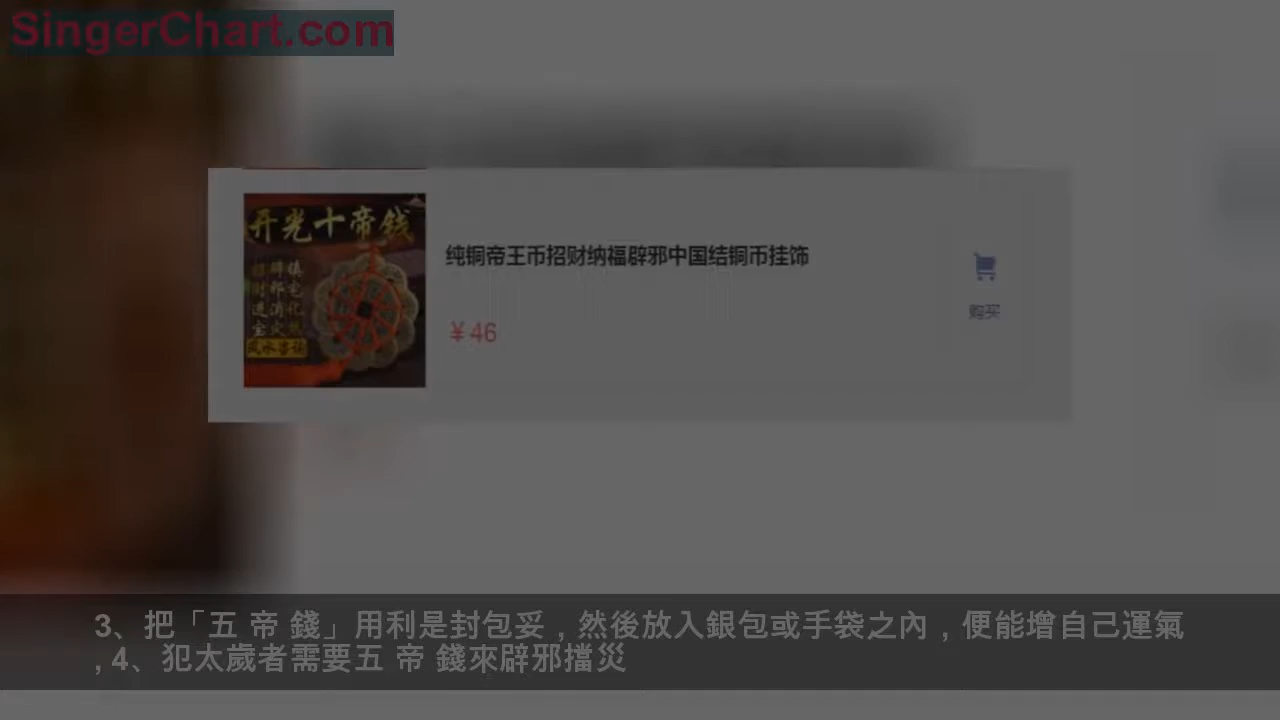 SingerChart.com
开光十帝錢
纯铜帝王币招财纳福辟邪中国结铜币挂饰
￥46
购买
3、把「五 帝 錢」用利是封包妥，然後放入銀包或手袋之內，便能增自己運氣
, 4、犯太歲者需要五 帝 錢來辟邪擋災